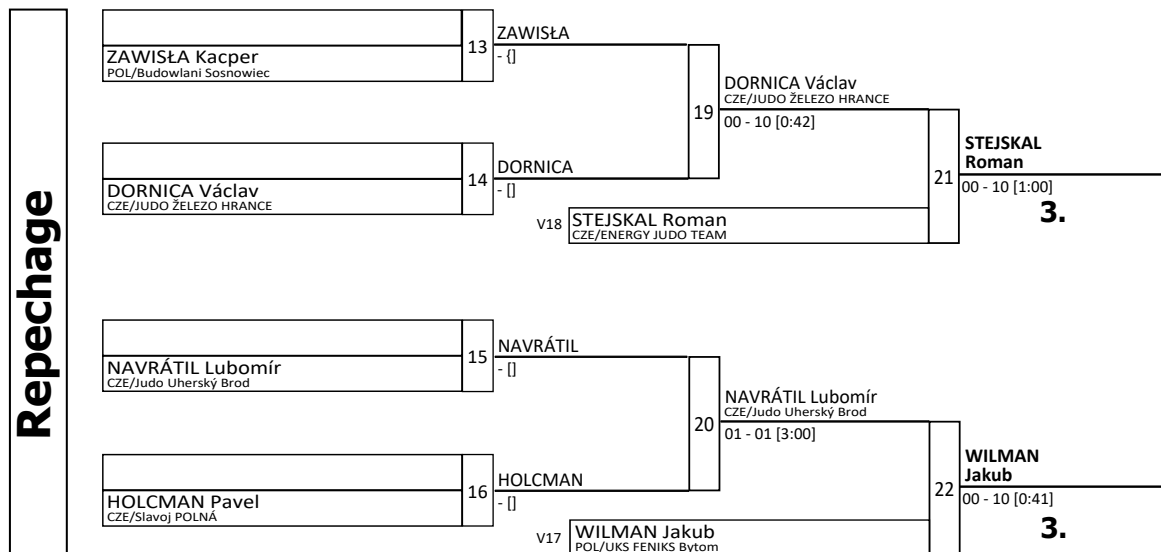 Repechage
ZAWISŁA Kacper
POL/Budowlani Sosnowiec
13
ZAWISŁA
- {]
DORNICA Václav
CZE/JUDO ŽELEZO HRANCE
14
DORNICA
- []
19
DORNICA Václav
CZE/JUDO ŽELEZO HRANCE
00 - 10 [0:42]
V18
STEJSKAL Roman
CZE/ENERGY JUDO TEAM
21
STEJSKAL
Roman
00 - 10 [1:00]
3.
NAVRÁTIL Lubomír
CZE/Judo Uherský Brod
15
NAVRÁTIL
- []
HOLCMAN Pavel
CZE/Slavoj POLNÁ
16
HOLCMAN
- []
20
NAVRÁTIL Lubomír
CZE/Judo Uherský Brod
01 - 01 [3:00]
V17
WILMAN Jakub
POL/UKS FENIKS Bytom
22
WILMAN
Jakub
00 - 10 [0:41]
3.